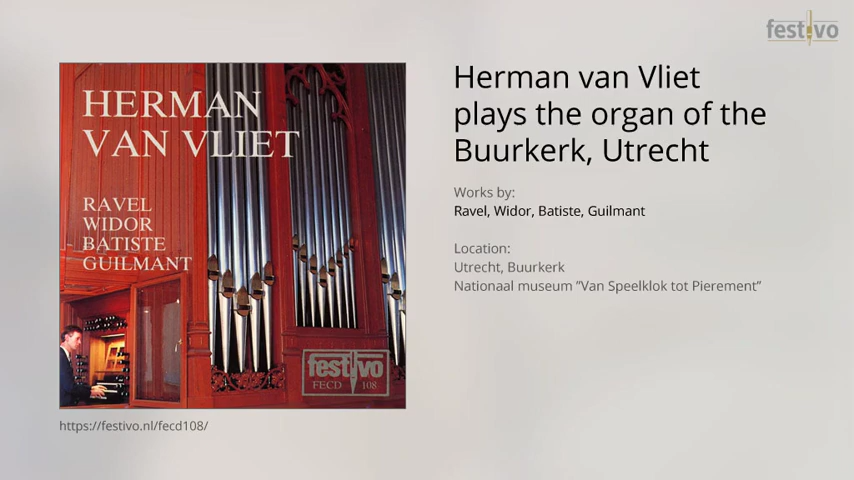 festivo
HERMAN
VAN VLIET
RAVEL
WIDOR
BATISTE
GUILMANT
festivo
FECD 108
https://festivo.nl/fecd108/
Herman van Vliet
plays the organ of the
Buurkerk, Utrecht
Works by:
Ravel, Widor, Batiste, Guilmant
Location:
Utrecht, Buurkerk
Nationaal museum ”Van Speelklok tot Pierement”